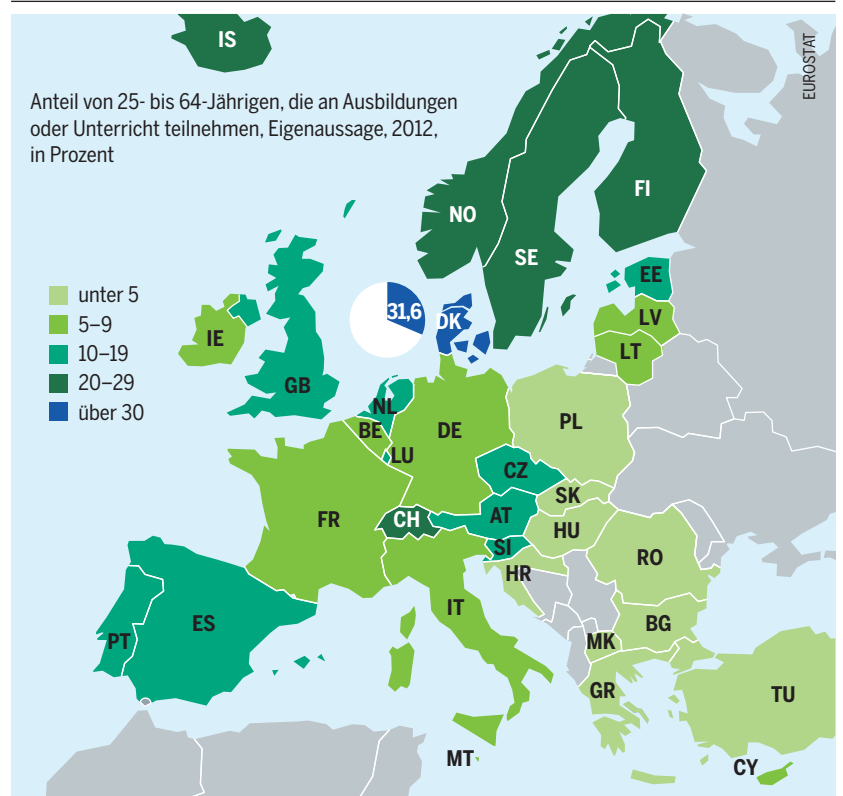 IS
EUROSTAT
Anteil von 25- bis 64-Jährigen, die an Ausbildungen
oder Unterricht teilnehmen, Eigenaussage, 2012,
in Prozent
FI
NO
SE
EE
unter 5
5–9
10–19
20–29
über 30
31,6
DK
LV
LT
IE
GB
NL
BE
DE
PL
LU
CZ
SK
FR
CH
AT
HU
SI
HR
RO
IT
ES
PT
BG
MK
GR
TU
MT
CY